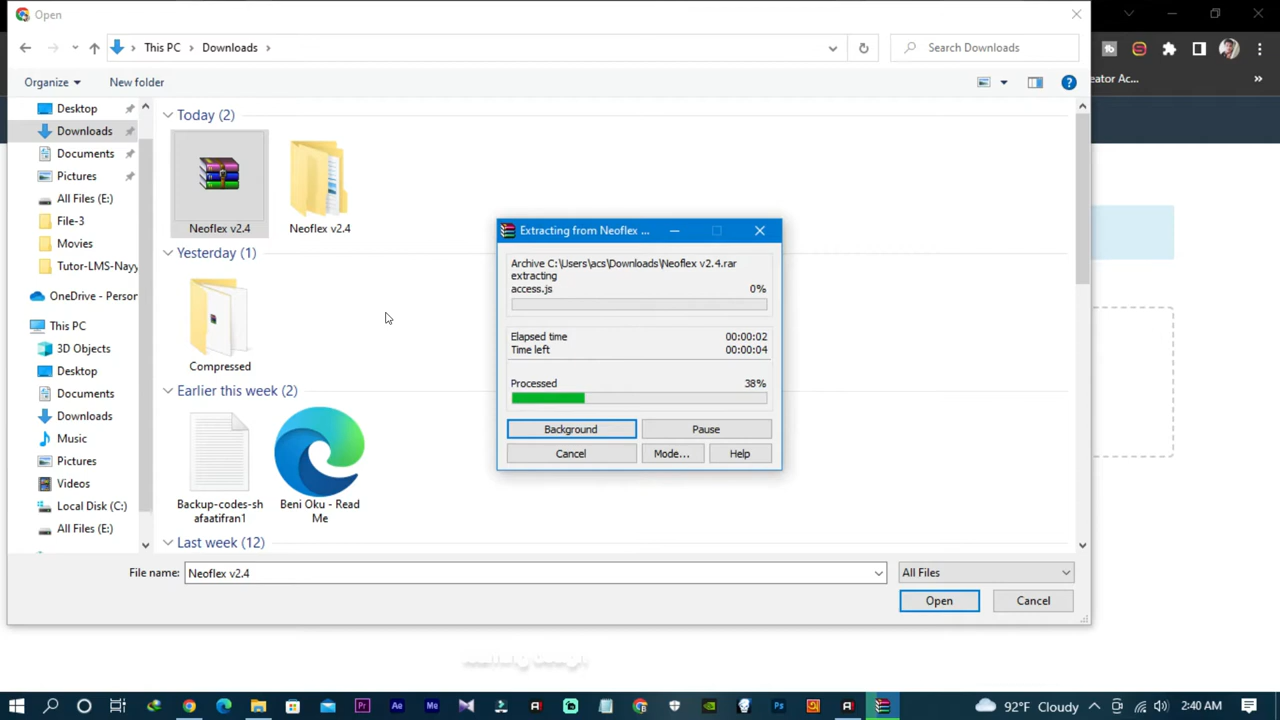 Open
This PC
Downloads
Search Downloads
eator Ac...
Organize
New folder
Desktop
Downloads
Documents
Pictures
All Files (E:)
File-3
Movies
Tutor-LMS-Nayy
OneDrive - Person
This PC
3D Objects
Desktop
Documents
Downloads
Music
Pictures
Videos
Local Disk (C:)
All Files (E:)
Today (2)
Neoflex v2.4
Neoflex v2.4
Yesterday (1)
Compressed
Earlier this week (2)
Backup-codes-sh
afaatifran1
Beni Oku - Read
Me
Last week (12)
Extracting from Neoflex ...
Archive C:\Users\acs\Downloads\Neoflex v2.4.rar
extracting
access.js 0%
Elapsed time 00:00:02
Time left 00:00:04
Processed 38%
Background
Pause
Cancel
Mode...
Help
File name: Neoflex v2.4
All Files
Open
Cancel
92°F Cloudy
2:40 AM